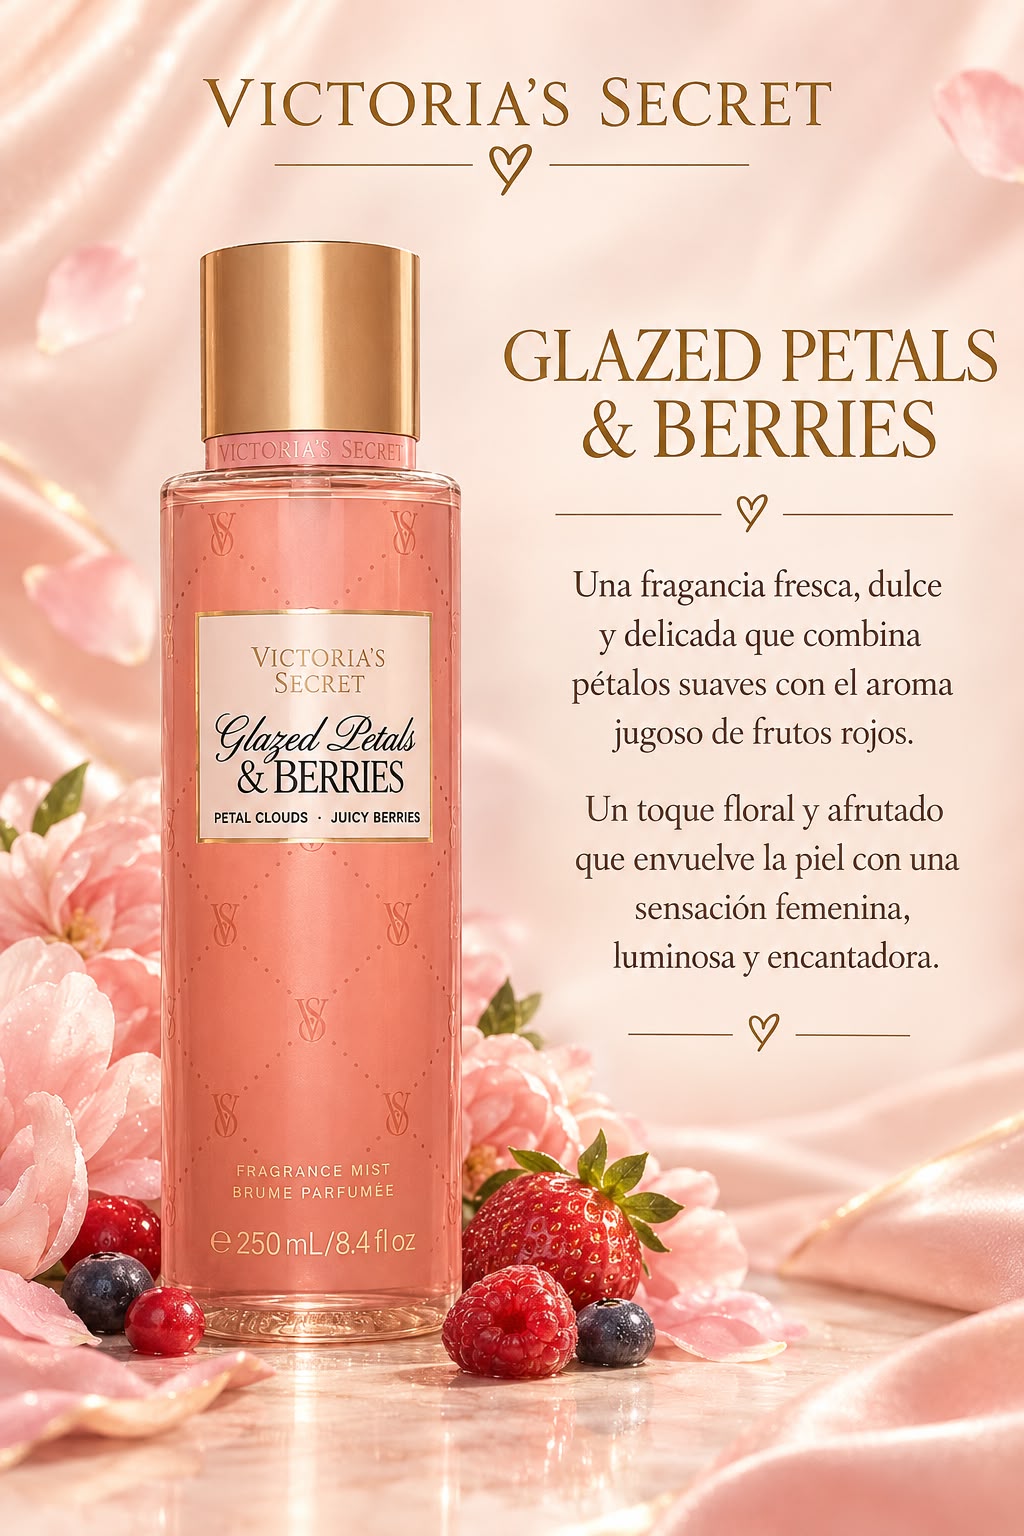 VICTORIA'S SECRET
GLAZED PETALS
& BERRIES
Una fragancia fresca, dulce
y delicada que combina
pétalos suaves con el aroma
jugoso de frutos rojos.
Un toque floral y afrutado
que envuelve la piel con una
sensación femenina,
luminosa y encantadora.
VICTORIA'S SECRET
VICTORIA'S
SECRET
Glazed Petals
& BERRIES
PETAL CLOUDS · JUICY BERRIES
FRAGRANCE MIST
BRUME PARFUMÉE
℮ 250 mL/8.4 fl oz